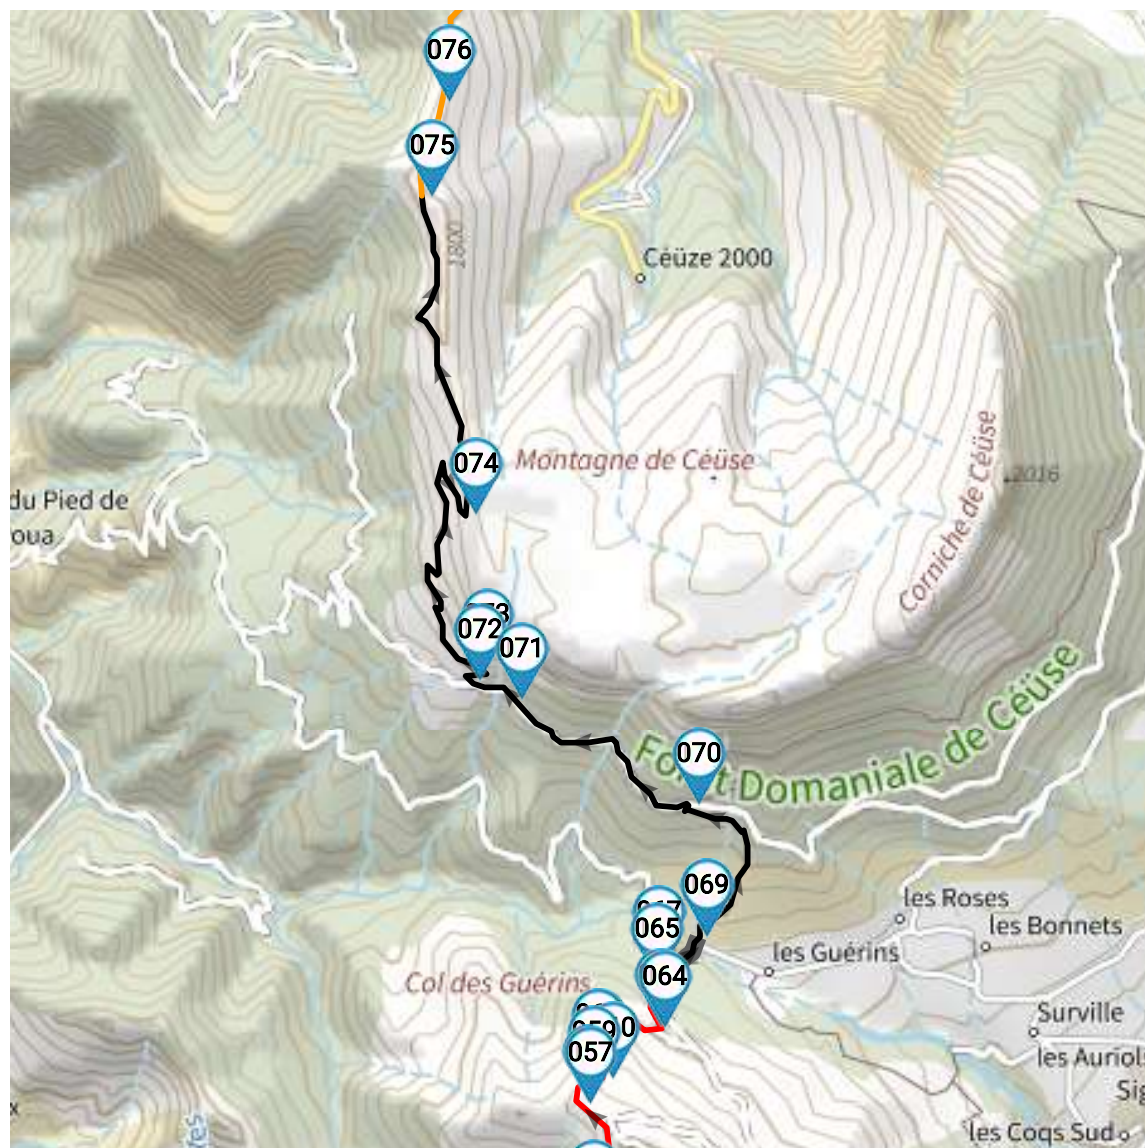 076
075
1800
Céüze 2000
074
Montagne de Céüse
2016
du Pied de
oua
Corniche de Céüse
072
071
Forêt Domaniale de Céüse
070
069
065
les Roses
les Bonnets
les Guérins
064
Col des Guérins
Surville
057
les Auriol
Sig
x
les Coqs Sud